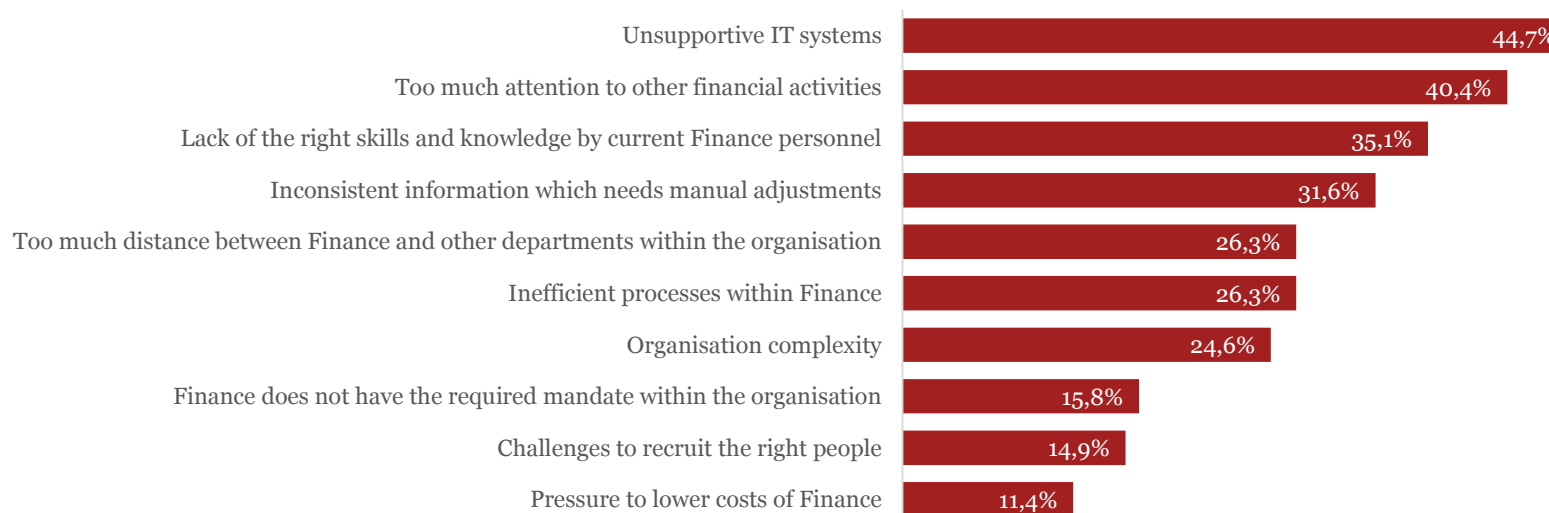 Unsupportive IT systems 44,7%
Too much attention to other financial activities 40,4%
Lack of the right skills and knowledge by current Finance personnel 35,1%
Inconsistent information which needs manual adjustments 31,6%
Too much distance between Finance and other departments within the organisation 26,3%
Inefficient processes within Finance 26,3%
Organisation complexity 24,6%
Finance does not have the required mandate within the organisation 15,8%
Challenges to recruit the right people 14,9%
Pressure to lower costs of Finance 11,4%